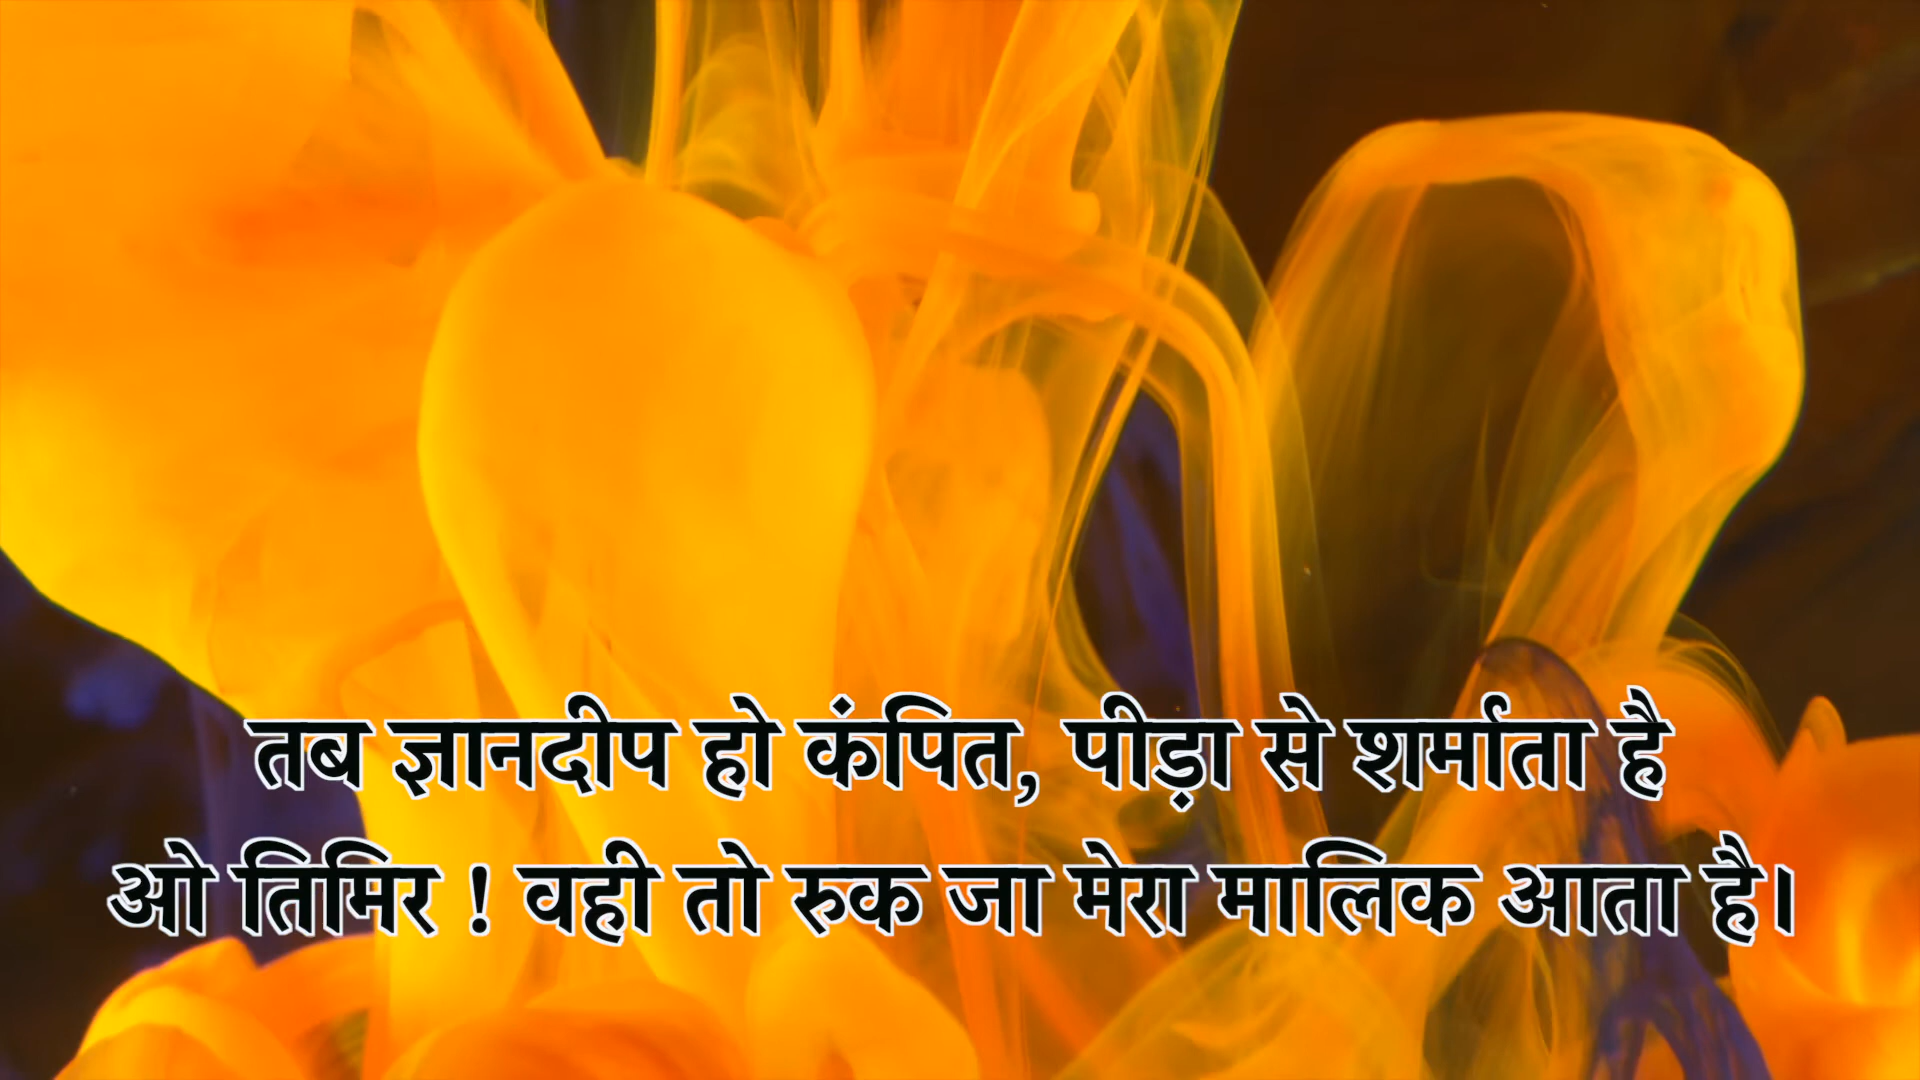 तब ज्ञानदीप हो कंपित, पीड़ा से शर्माता है
ओ तिमिर ! वही तो रुक जा मेरा मालिक आता है।